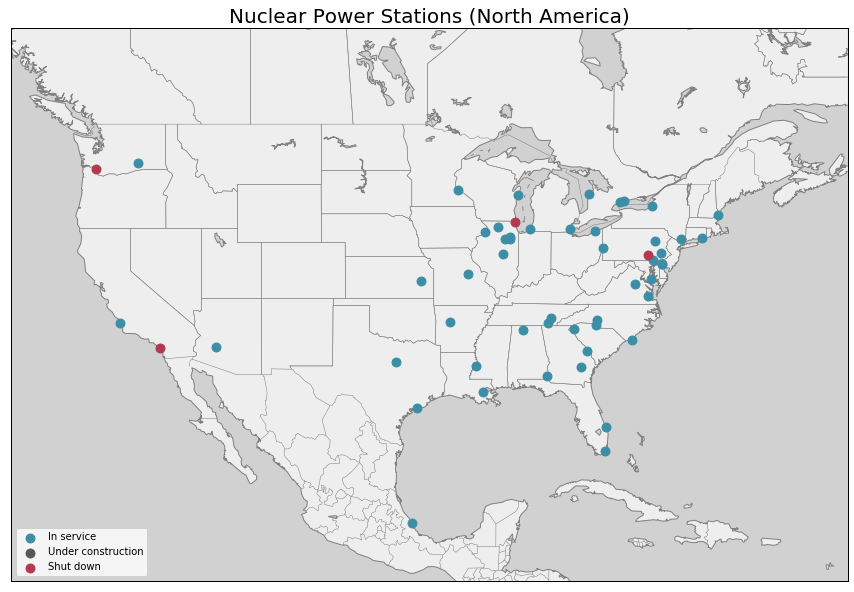 Nuclear Power Stations (North America)
In service
Under construction
Shut down